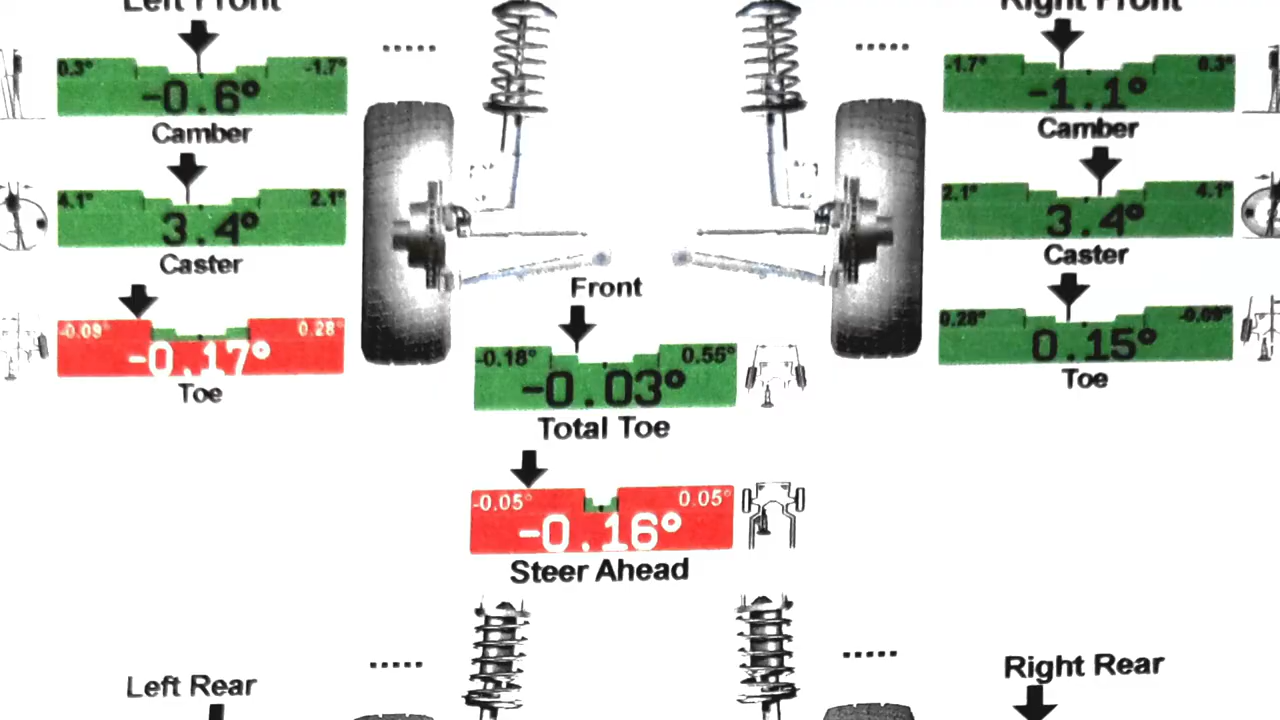 Left Front
Right Front
0.3° -1.7°
-0.6°
Camber
-1.7° 0.3°
-1.1°
Camber
4.1° 2.1°
3.4°
Caster
2.1° 4.1°
3.4°
Caster
-0.09° 0.28°
-0.17°
Toe
0.28° -0.09°
0.15°
Toe
Front
-0.18° 0.55°
-0.03°
Total Toe
-0.05° 0.05°
-0.16°
Steer Ahead
Left Rear
Right Rear